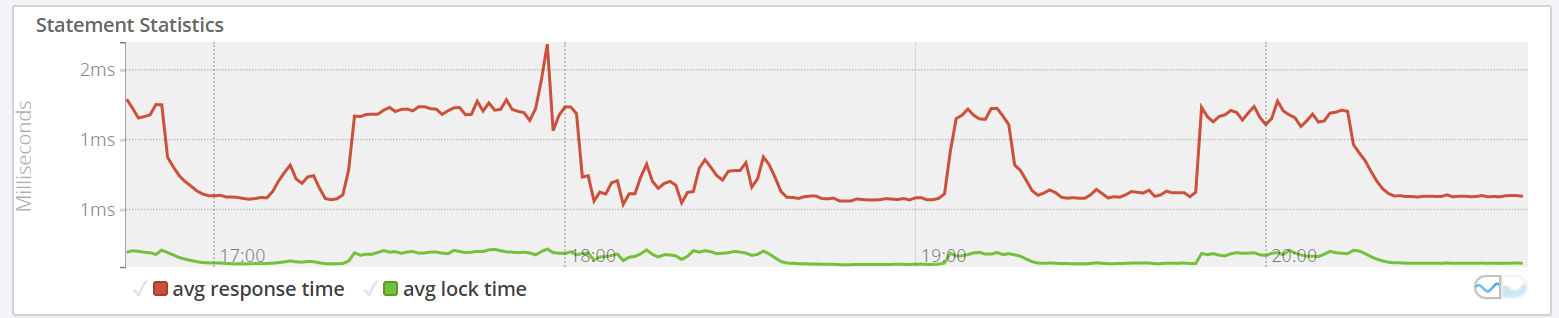 Statement Statistics
Milliseconds
2ms
1ms
1ms
17:00
18:00
19:00
20:00
avg response time
avg lock time